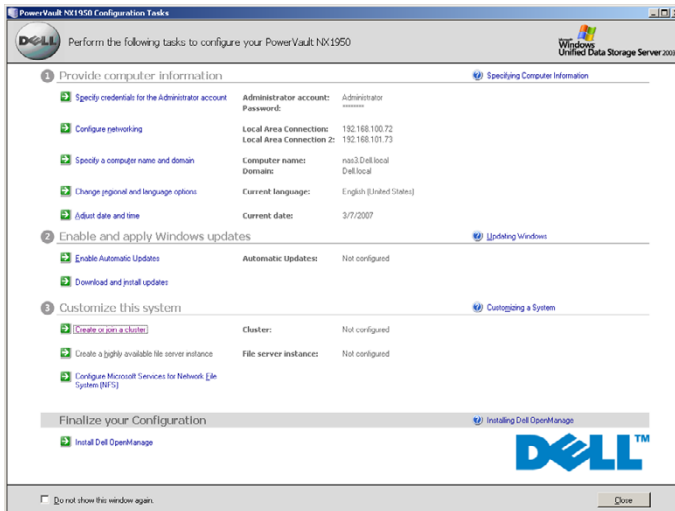 PowerVault NX1950 Configuration Tasks
DELL
Perform the following tasks to configure your PowerVault NX1950
Microsoft
Windows
Unified Data Storage Server 2003
1 Provide computer information
Specifying Computer Information
Specify credentials for the Administrator account
Administrator account: Administrator
Password: ********
Configure networking
Local Area Connection: 192.168.100.72
Local Area Connection 2: 192.168.101.73
Specify a computer name and domain
Computer name: nas3.Dell.local
Domain: Dell.local
Change regional and language options
Current language: English (United States)
Adjust date and time
Current date: 3/7/2007
2 Enable and apply Windows updates
Updating Windows
Enable Automatic Updates
Automatic Updates: Not configured
Download and install updates
3 Customize this system
Customizing a System
Create or join a cluster
Cluster: Not configured
Create a highly available file server instance
File server instance: Not configured
Configure Microsoft Services for Network File
System (NFS)
Finalize your Configuration
Installing Dell OpenManage
Install Dell OpenManage
DELL™
Do not show this window again.
Close